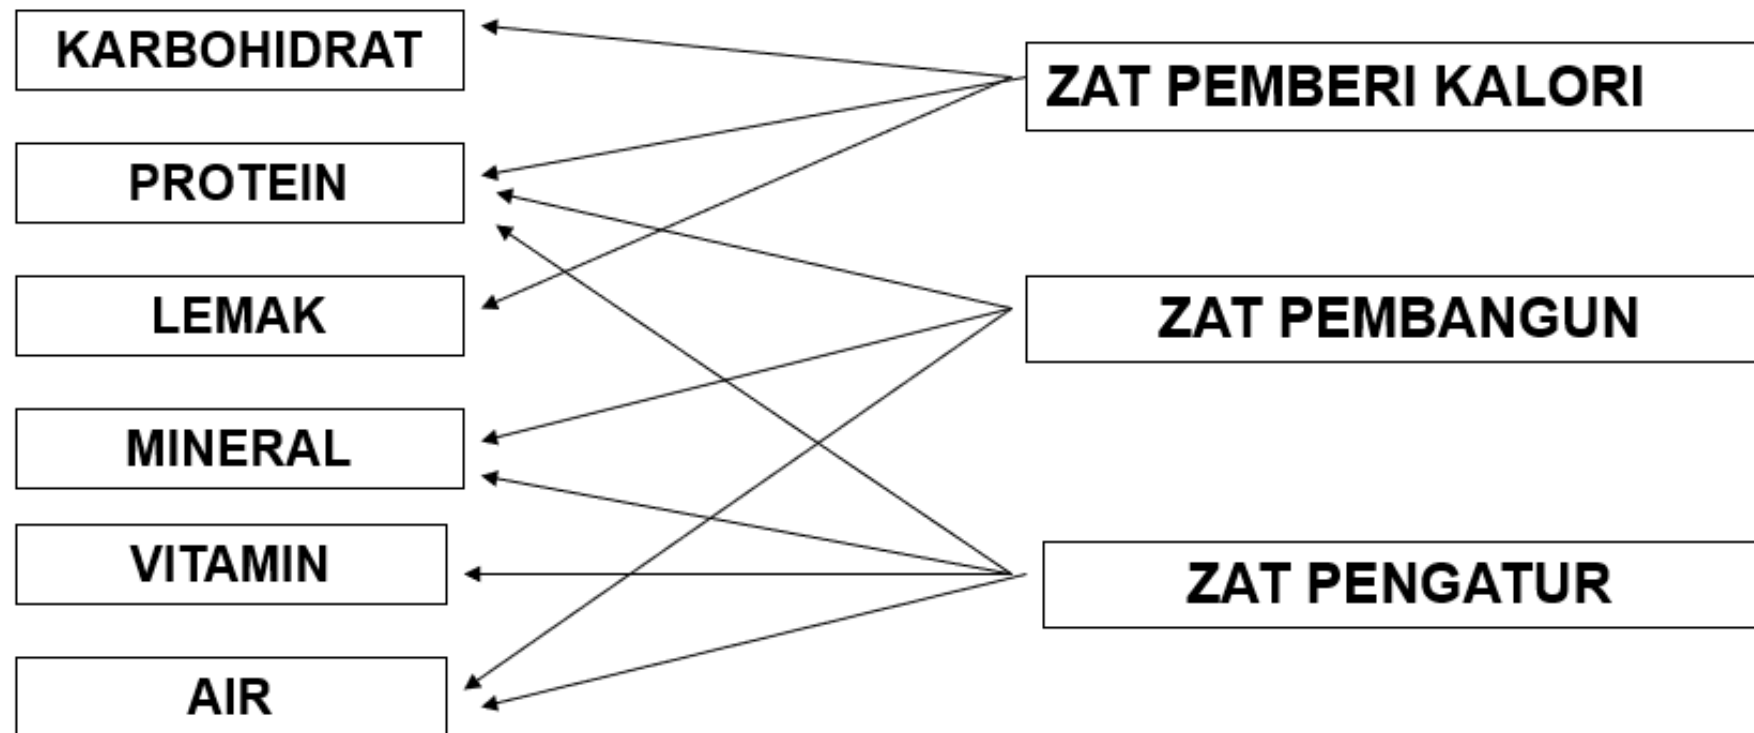 KARBOHIDRAT
ZAT PEMBERI KALORI
PROTEIN
LEMAK
ZAT PEMBANGUN
MINERAL
VITAMIN
ZAT PENGATUR
AIR